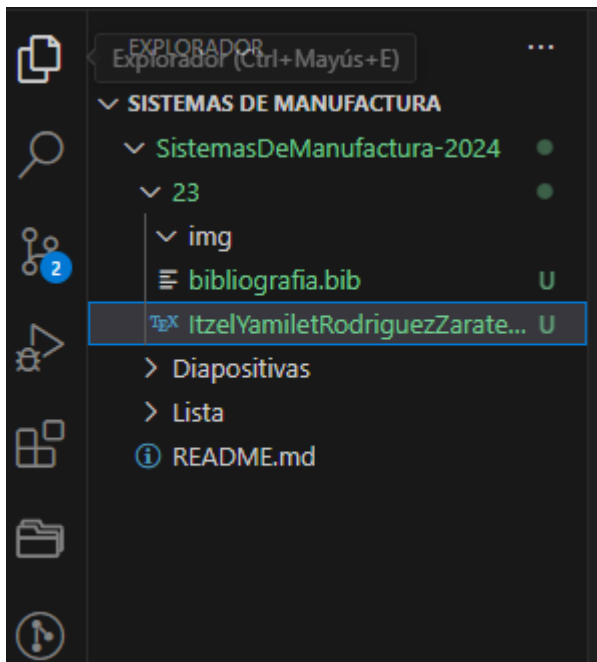 EXPLORADOR ...
Explorador (Ctrl+Mayús+E)
SISTEMAS DE MANUFACTURA
SistemasDeManufactura-2024
23
img
bibliografia.bib U
TEX ItzelYamiletRodriguezZarate... U
Diapositivas
Lista
README.md
2